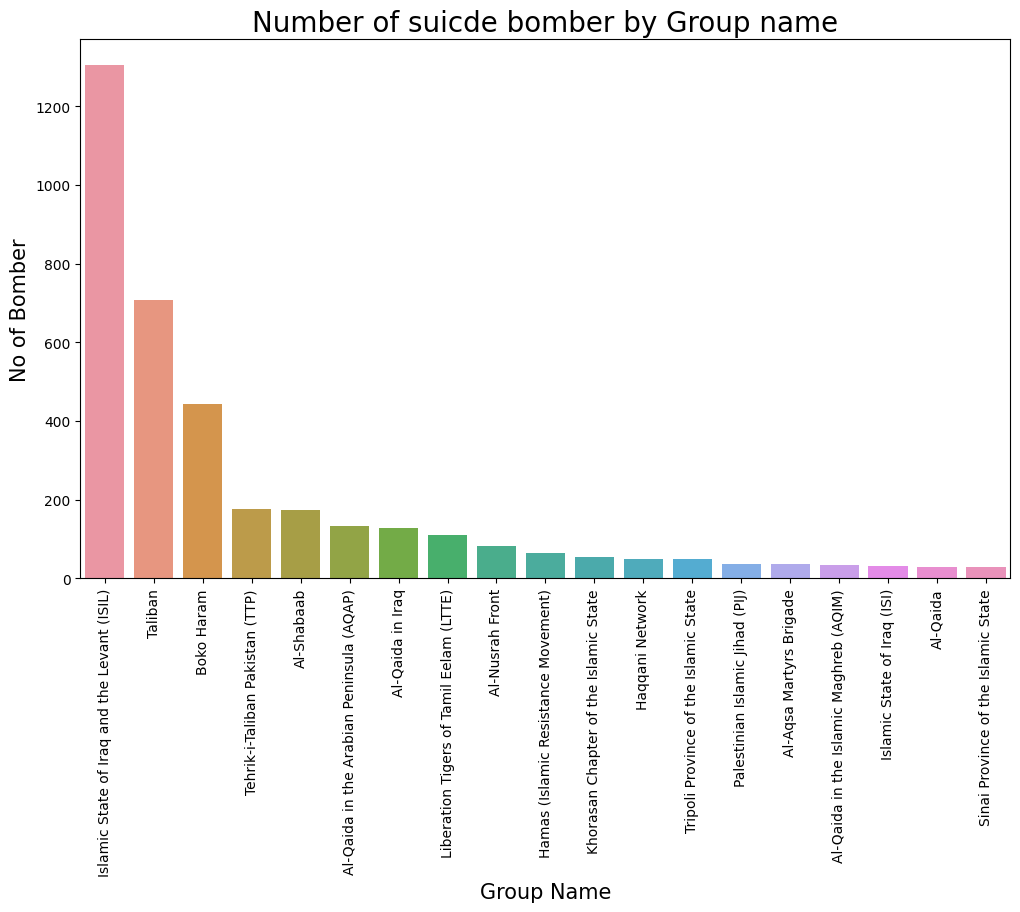 Number of suicde bomber by Group name
No of Bomber
1200
1000
800
600
400
200
0
Islamic State of Iraq and the Levant (ISIL)
Taliban
Boko Haram
Tehrik-i-Taliban Pakistan (TTP)
Al-Shabaab
Al-Qaida in the Arabian Peninsula (AQAP)
Al-Qaida in Iraq
Liberation Tigers of Tamil Eelam (LTTE)
Al-Nusrah Front
Hamas (Islamic Resistance Movement)
Khorasan Chapter of the Islamic State
Haqqani Network
Tripoli Province of the Islamic State
Palestinian Islamic Jihad (PIJ)
Al-Aqsa Martyrs Brigade
Al-Qaida in the Islamic Maghreb (AQIM)
Islamic State of Iraq (ISI)
Al-Qaida
Sinai Province of the Islamic State
Group Name